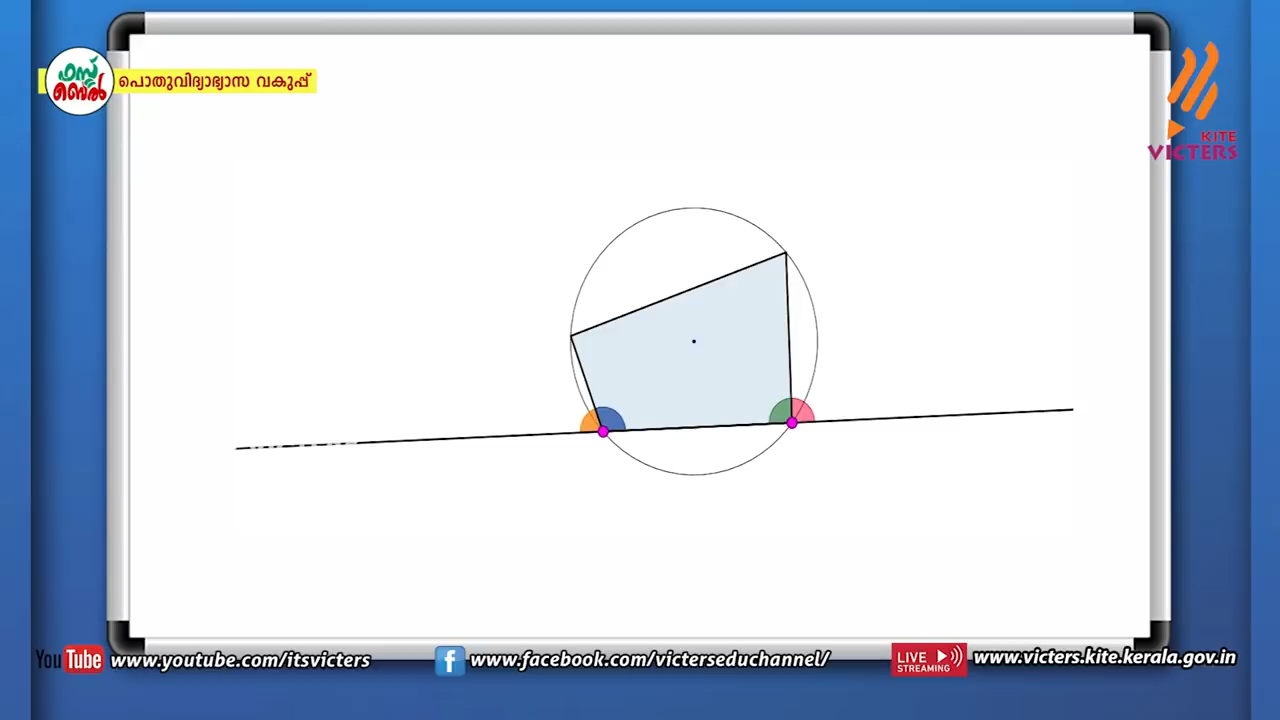 ഫസ്റ്റ്
ബെൽ
പൊതുവിദ്യാഭ്യാസ വകുപ്പ്
KITE
VICTERS
YouTube www.youtube.com/itsvicters
f www.facebook.com/victerseduchannel/
LIVE STREAMING www.victers.kite.kerala.gov.in